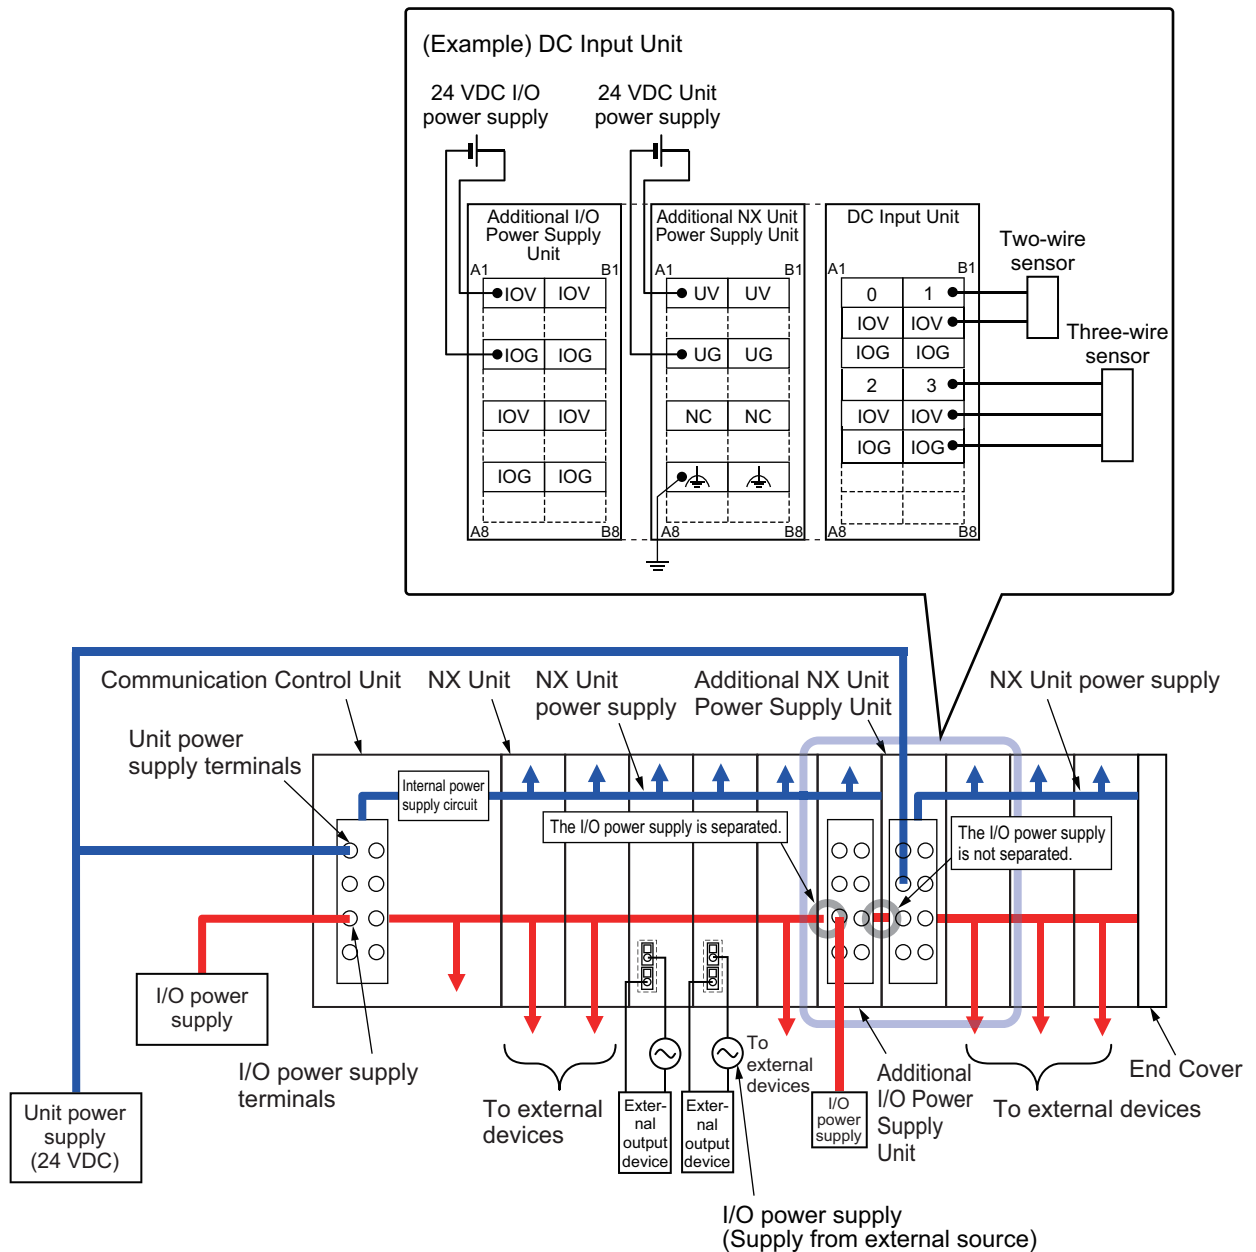 (Example) DC Input Unit
24 VDC I/O
power supply
24 VDC Unit
power supply
Additional I/O
Power Supply
Unit
A1
B1
IOV
IOV
IOG
IOG
IOV
IOV
IOG
IOG
A8
B8
Additional NX Unit
Power Supply Unit
A1
B1
UV
UV
UG
UG
NC
NC
A8
B8
DC Input Unit
A1
B1
0
1
IOV
IOV
IOG
IOG
2
3
IOV
IOV
IOG
IOG
A8
B8
Two-wire
sensor
Three-wire
sensor
Communication Control Unit
NX Unit
NX Unit
power supply
Additional NX Unit
Power Supply Unit
NX Unit power supply
Unit power
supply terminals
Internal power
supply circuit
The I/O power supply is separated.
The I/O power supply
is not separated.
I/O power
supply
I/O power supply
terminals
Unit power
supply
(24 VDC)
To external
devices
Exter-
nal
output
device
Exter-
nal
output
device
To
external
devices
I/O
power
supply
Additional
I/O Power
Supply
Unit
To external devices
End Cover
I/O power supply
(Supply from external source)